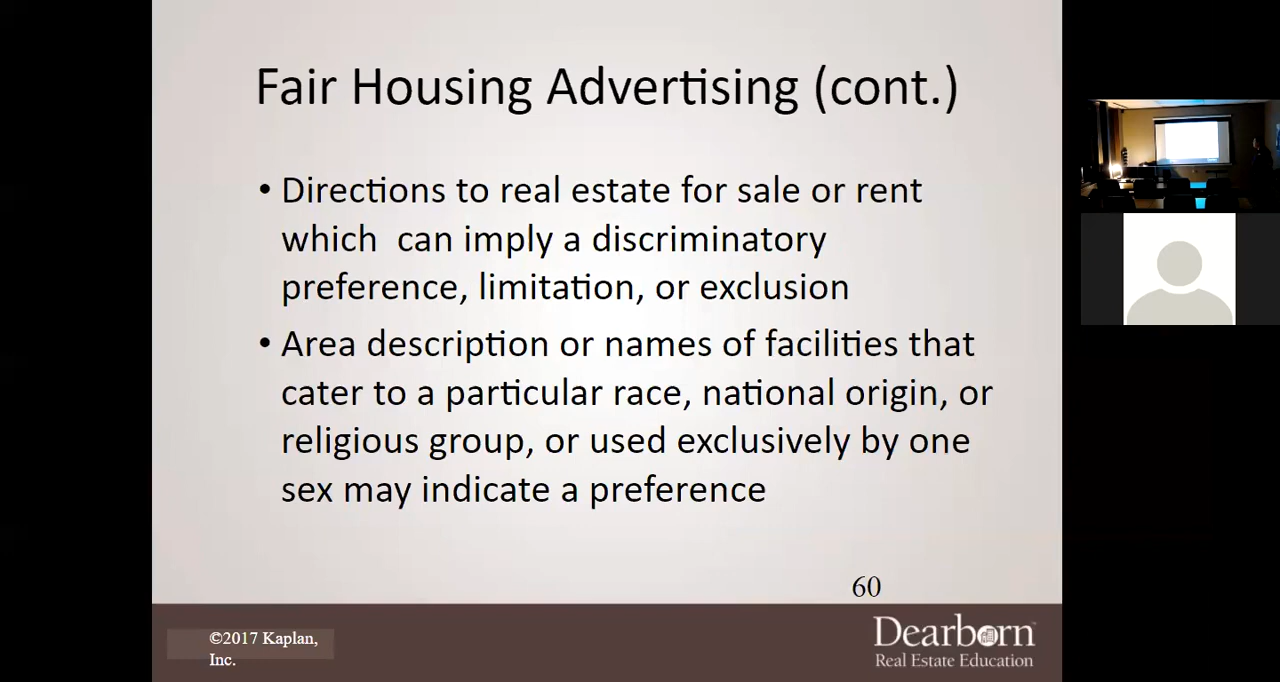 Fair Housing Advertising (cont.)
• Directions to real estate for sale or rent
which  can imply a discriminatory
preference, limitation, or exclusion
• Area description or names of facilities that
cater to a particular race, national origin, or
religious group, or used exclusively by one
sex may indicate a preference
60
©2017 Kaplan,
Inc.
Dearborn™
Real Estate Education